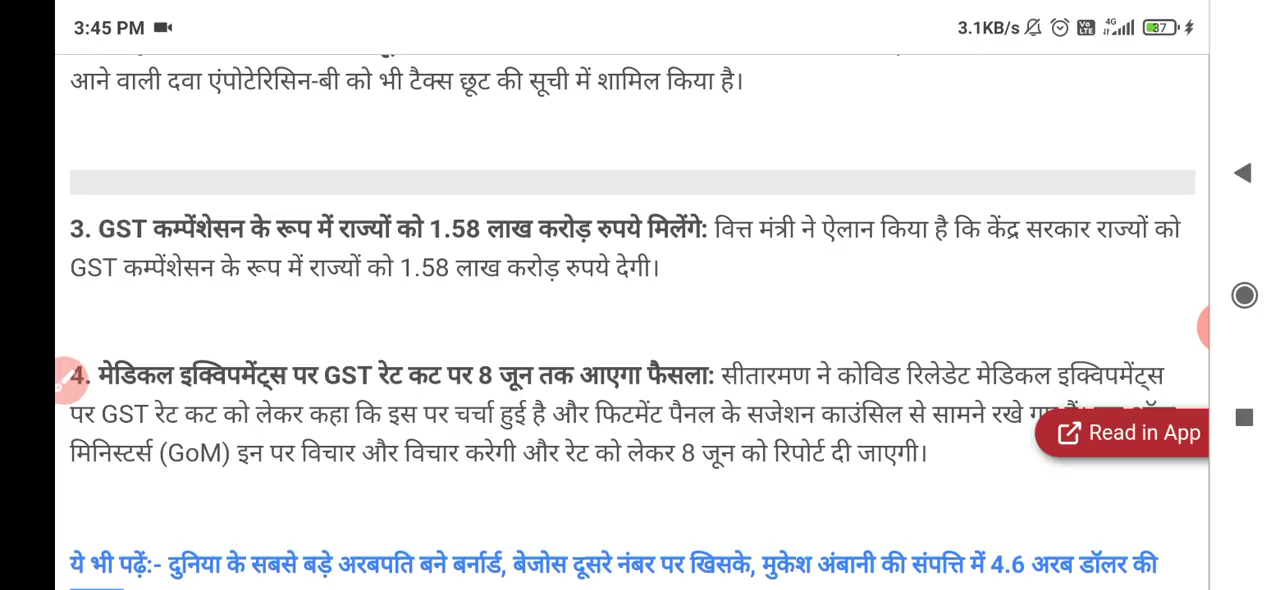 3:45 PM
3.1KB/s
Vo LTE
4G
37
आने वाली दवा एंपोटेरिसिन-बी को भी टैक्स छूट की सूची में शामिल किया है।
3. GST कम्पेंशेसन के रूप में राज्यों को 1.58 लाख करोड़ रुपये मिलेंगे: वित्त मंत्री ने ऐलान किया है कि केंद्र सरकार राज्यों को
GST कम्पेंशेसन के रूप में राज्यों को 1.58 लाख करोड़ रुपये देगी।
4. मेडिकल इक्विपमेंट्स पर GST रेट कट पर 8 जून तक आएगा फैसला: सीतारमण ने कोविड रिलेडेट मेडिकल इक्विपमेंट्स
पर GST रेट कट को लेकर कहा कि इस पर चर्चा हुई है और फिटमेंट पैनल के सजेशन काउंसिल से सामने रखे
Read in App
मिनिस्टर्स (GoM) इन पर विचार और विचार करेगी और रेट को लेकर 8 जून को रिपोर्ट दी जाएगी।
ये भी पढ़ें:- दुनिया के सबसे बड़े अरबपति बने बर्नार्ड, बेजोस दूसरे नंबर पर खिसके, मुकेश अंबानी की संपत्ति में 4.6 अरब डॉलर की